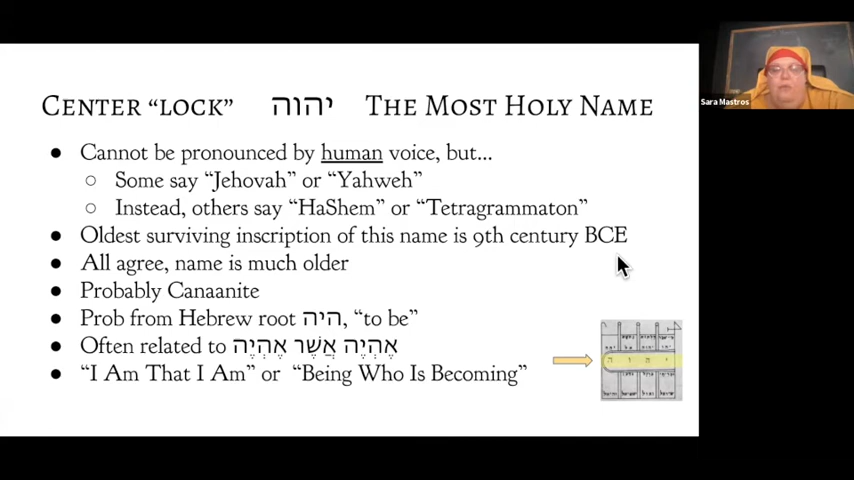 CENTER “LOCK” יהוה THE MOST HOLY NAME
● Cannot be pronounced by human voice, but...
○ Some say “Jehovah” or “Yahweh”
○ Instead, others say “HaShem” or “Tetragrammaton”
● Oldest surviving inscription of this name is 9th century BCE
● All agree, name is much older
● Probably Canaanite
● Prob from Hebrew root היה, “to be”
● Often related to אֶהְיֶה אֲשֶׁר אֶהְיֶה
● “I Am That I Am” or “Being Who Is Becoming”
Sara Mastros
יהוה